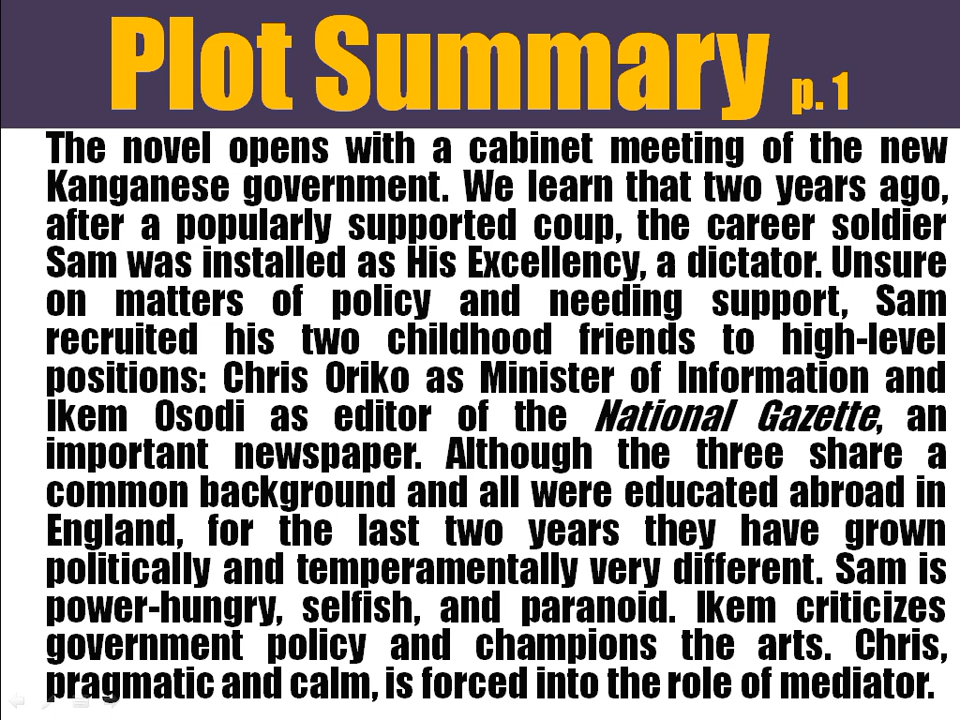 Plot Summary p. 1
The novel opens with a cabinet meeting of the new
Kanganese government. We learn that two years ago,
after a popularly supported coup, the career soldier
Sam was installed as His Excellency, a dictator. Unsure
on matters of policy and needing support, Sam
recruited his two childhood friends to high-level
positions: Chris Oriko as Minister of Information and
Ikem Osodi as editor of the National Gazette, an
important newspaper. Although the three share a
common background and all were educated abroad in
England, for the last two years they have grown
politically and temperamentally very different. Sam is
power-hungry, selfish, and paranoid. Ikem criticizes
government policy and champions the arts. Chris,
pragmatic and calm, is forced into the role of mediator.